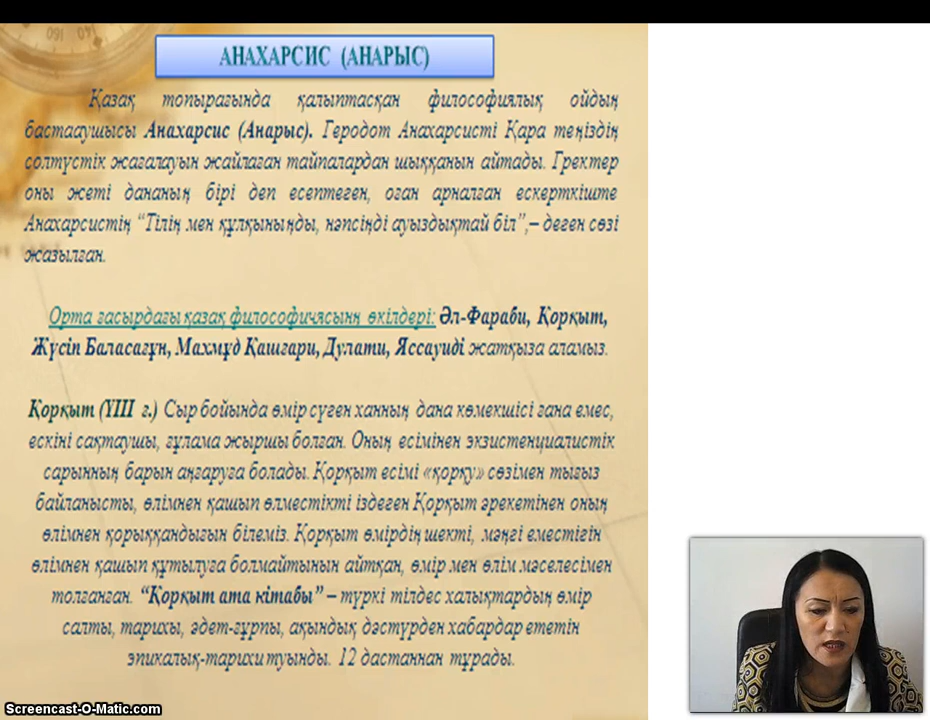 АНАХАРСИС (АНАРЫС)
Қазақ топырағында қалыптасқан философиялық ойдың
бастааушысы Анахарсис (Анарыс). Геродот Анахарсисті Қара теңіздің
солтүстік жағалауын жайлаған тайпалардан шыққанын айтады. Гректер
оны жеті дананың бірі деп есептеген, оған арналған ескерткіште
Анахарсистің “Тілің мен құлқыныңды, нәпсіңді ауыздықтай біл”,– деген сөзі
жазылған.
Орта ғасырдағы қазақ философичясының өкілдері: Әл-Фараби, Қорқыт,
Жүсіп Баласағұн, Махмұд Қашғари, Дулати, Яссауиді жатқыза аламыз.
Қорқыт (ҮІІІ ғ.) Сыр бойында өмір сүген ханның дана көмекшісі ғана емес,
ескіні сақтаушы, ғұлама жыршы болған. Оның есімінен экзистенциалистік
сарынның барын аңғаруға болады. Қорқыт есімі «қорқу» сөзімен тығыз
байланысты, өлімнен қашып өлместікті іздеген Қорқыт әрекетінен оның
өлімнен қорыққандығын білеміз. Қорқыт өмірдің шекті, мәңгі еместігін
өлімнен қашып құтылуға болмайтынын айтқан, өмір мен өлім мәселесімен
толғанған. “Қорқыт ата кітабы” – түркі тілдес халықтардың өмір
салты, тарихы, әдет-ғұрпы, ақындық дәстүрден хабардар ететін
эпикалық-тарихи туынды. 12 дастаннан тұрады.
Screencast-O-Matic.com